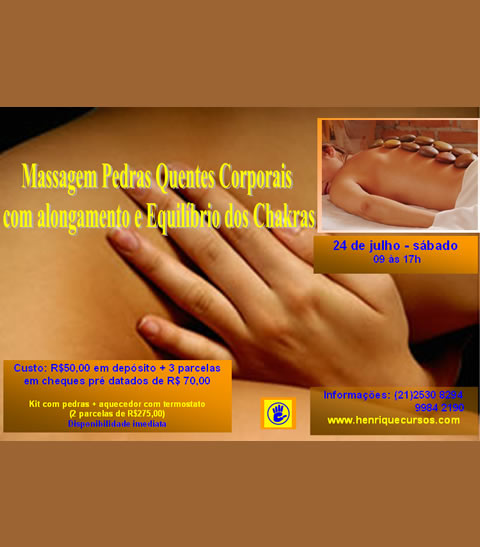 Massagem Pedras Quentes Corporais
com alongamento e Equilíbrio dos Chakras
24 de julho - sábado
09 às 17h
Custo: R$50,00 em depósito + 3 parcelas
em cheques pré datados de R$ 70,00
Kit com pedras + aquecedor com termostato
(2 parcelas de R$275,00)
Disponibilidade imediata
Informações: (21)2530 8294
9984 2190
www.henriquecursos.com